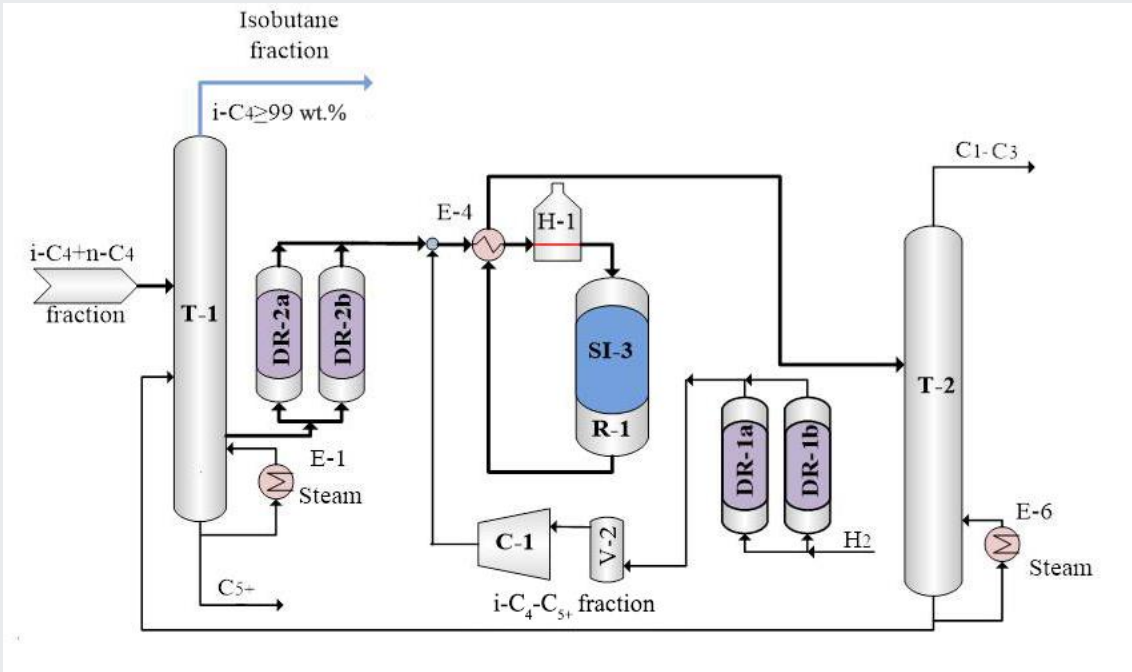 Isobutane
fraction
i-C4≥99 wt.%
C1-C3
E-4
H-1
i-C4+n-C4
fraction
T-1
DR-2a
DR-2b
SI-3
R-1
T-2
DR-1a
DR-1b
E-1
Steam
C-1
V-2
H2
E-6
Steam
C5+
i-C₄-C₅₊ fraction